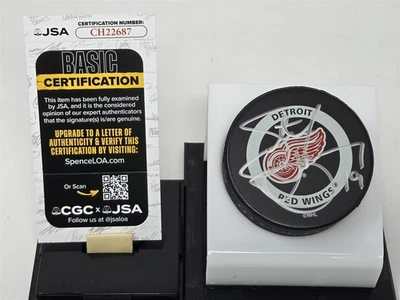 JSA
CERTIFICATION NUMBER:
CH22687
BASIC
CERTIFICATION
This item has been fully examined
by JSA, and it is the considered
opinion of our expert authenticators
that the signature(s) is/are genuine.
UPGRADE TO A LETTER OF
AUTHENTICITY & VERIFY THIS
CERTIFICATION BY VISITING:
SpenceLOA.com
Or Scan
CGC x JSA
Follow us at @jsaloa
DETROIT
RED WINGS
©NHL